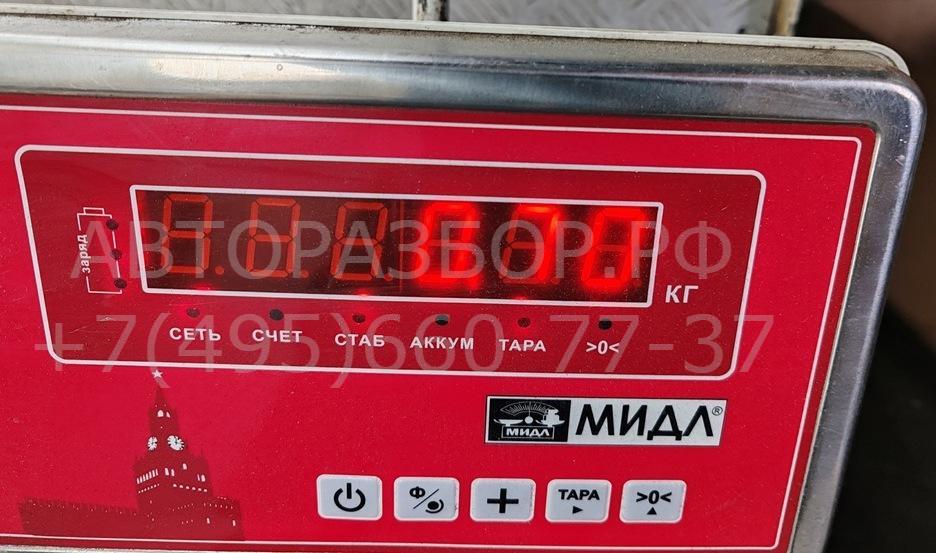 АВТОРАЗБОР.РФ
заряд
КГ
+7(495)660-77-37
СЕТЬ СЧЕТ СТАБ АККУМ ТАРА >0<
МИДЛ МИДЛ®
Ф ТАРА >0<